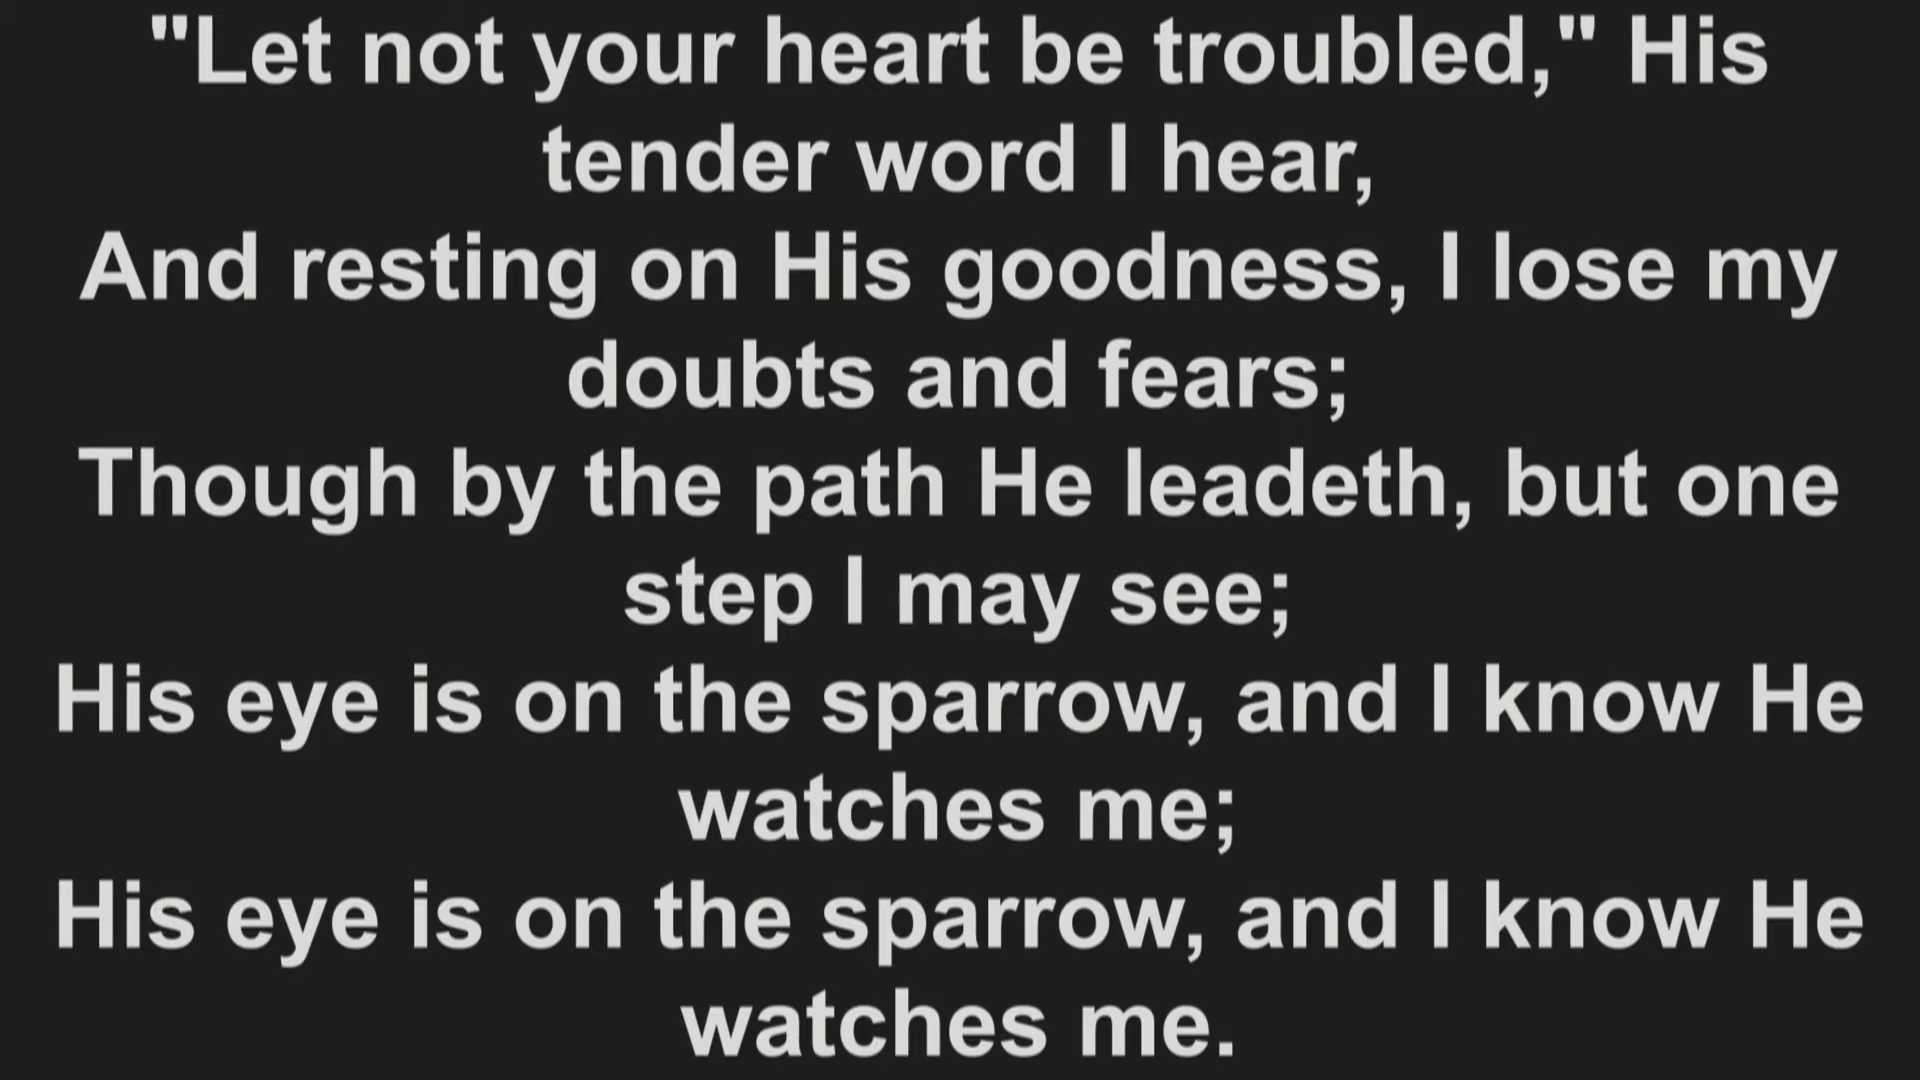 "Let not your heart be troubled," His
tender word I hear,
And resting on His goodness, I lose my
doubts and fears;
Though by the path He leadeth, but one
step I may see;
His eye is on the sparrow, and I know He
watches me;
His eye is on the sparrow, and I know He
watches me.